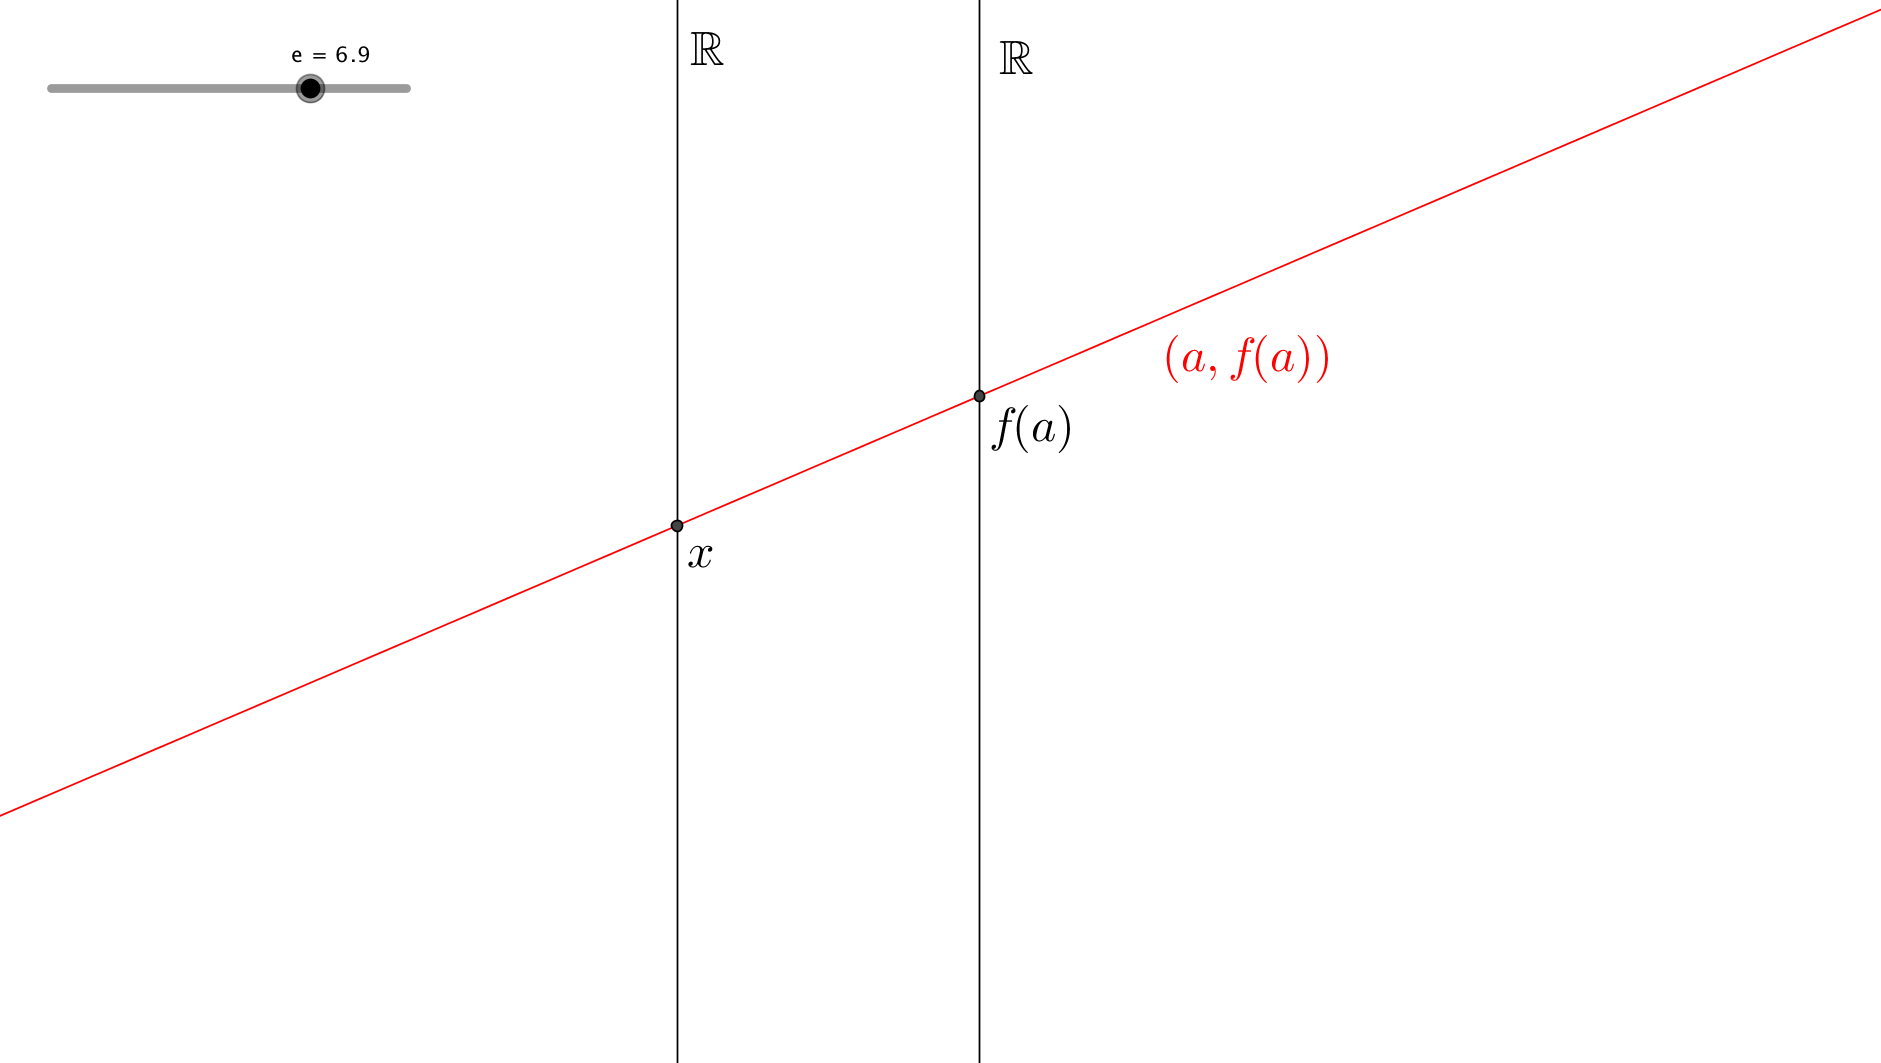 e = 6.9
ℝ
ℝ
(a, f(a))
f(a)
x